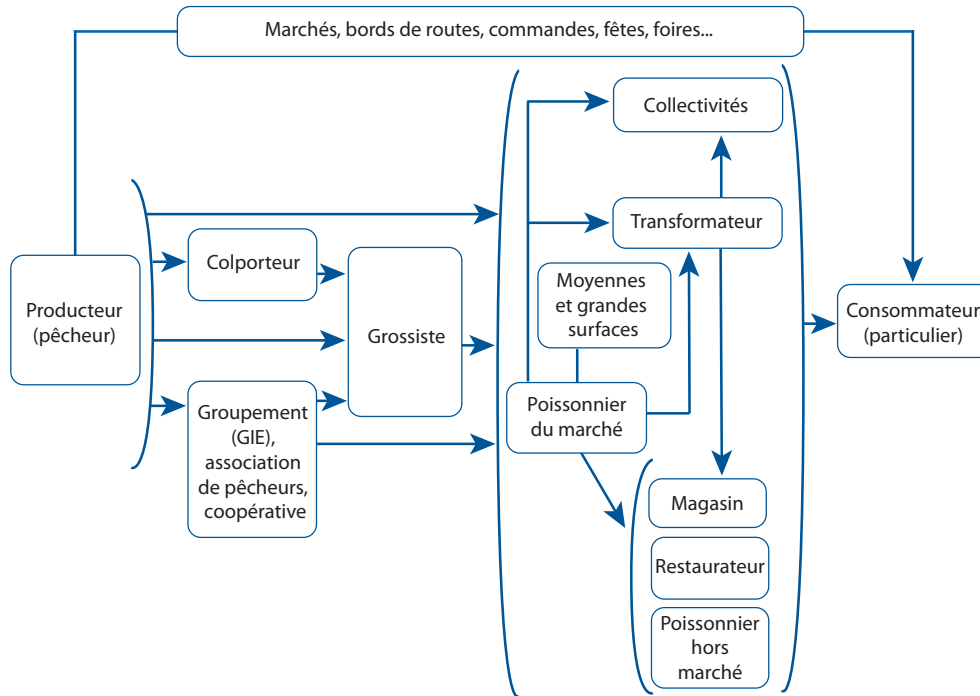 Marchés, bords de routes, commandes, fêtes, foires...
Collectivités
Transformateur
Colporteur
Moyennes
et grandes
surfaces
Producteur
(pêcheur)
Grossiste
Consommateur
(particulier)
Groupement
(GIE),
association
de pêcheurs,
coopérative
Poissonnier
du marché
Magasin
Restaurateur
Poissonnier
hors
marché